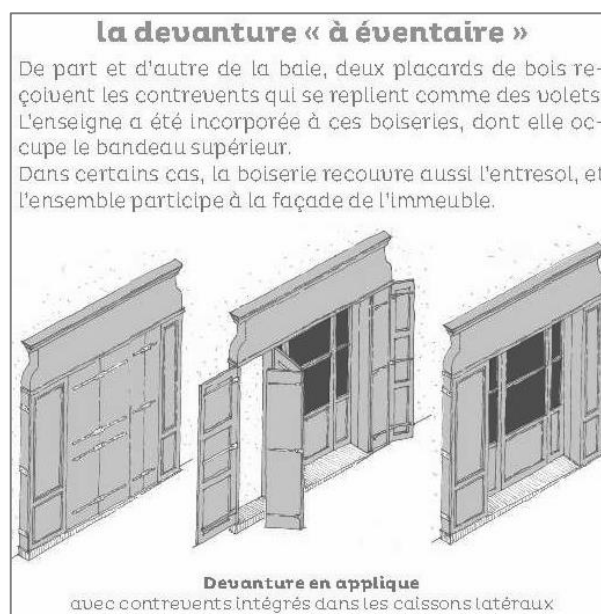 la devanture « à éventaire »
De part et d'autre de la baie, deux placards de bois re-
çoivent les contrevents qui se replient comme des volets.
L'enseigne a été incorporée à ces boiseries, dont elle oc-
cupe le bandeau supérieur.
Dans certains cas, la boiserie recouvre aussi l'entresol, et
l'ensemble participe à la façade de l'immeuble.
Devanture en applique
avec contrevents intégrés dans les caissons latéraux